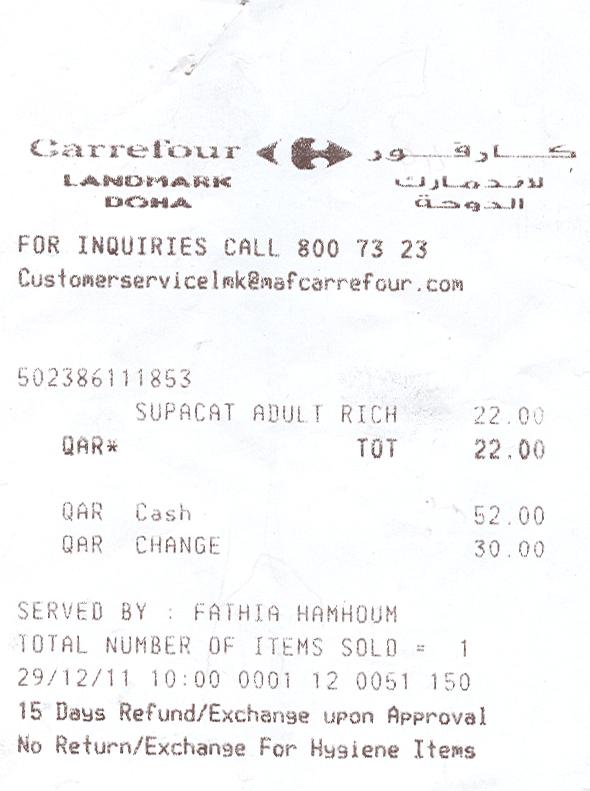 Carrefour كارفور
LANDMARK لاندمارك
DOHA الدوحة
FOR INQUIRIES CALL 800 73 23
Customerservicelmk@mafcarrefour.com
502386111853
SUPACAT ADULT RICH 22.00
QAR* TOT 22.00
QAR Cash 52.00
QAR CHANGE 30.00
SERVED BY : FATHIA HAMHOUM
TOTAL NUMBER OF ITEMS SOLD = 1
29/12/11 10:00 0001 12 0051 150
15 Days Refund/Exchange upon Approval
No Return/Exchange For Hygiene Items